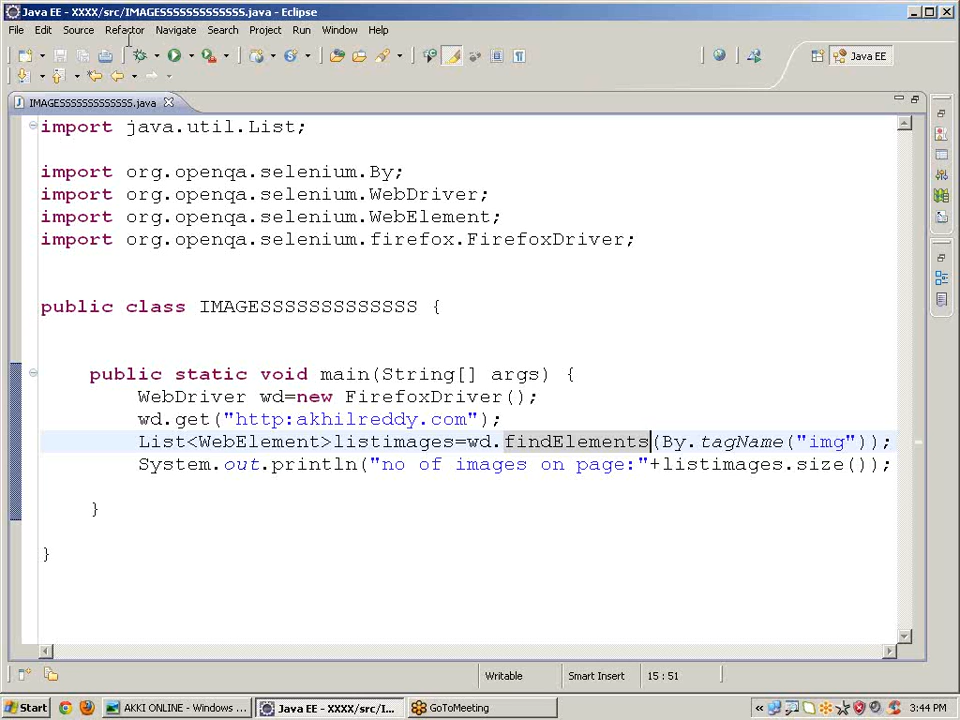 Java EE - XXXX/src/IMAGESSSSSSSSSSSSS.java - Eclipse
File Edit Source Refactor Navigate Search Project Run Window Help
Java EE
IMAGESSSSSSSSSSSSS.java
import java.util.List;
import org.openqa.selenium.By;
import org.openqa.selenium.WebDriver;
import org.openqa.selenium.WebElement;
import org.openqa.selenium.firefox.FirefoxDriver;
public class IMAGESSSSSSSSSSSSS {
public static void main(String[] args) {
WebDriver wd=new FirefoxDriver();
wd.get("http:akhilreddy.com");
List<WebElement>listimages=wd.findElements(By.tagName("img"));
System.out.println("no of images on page:"+listimages.size());
}
}
Writable Smart Insert 15 : 51
Start AKKI ONLINE - Windows ... Java EE - XXXX/src/I... GoToMeeting 3:44 PM